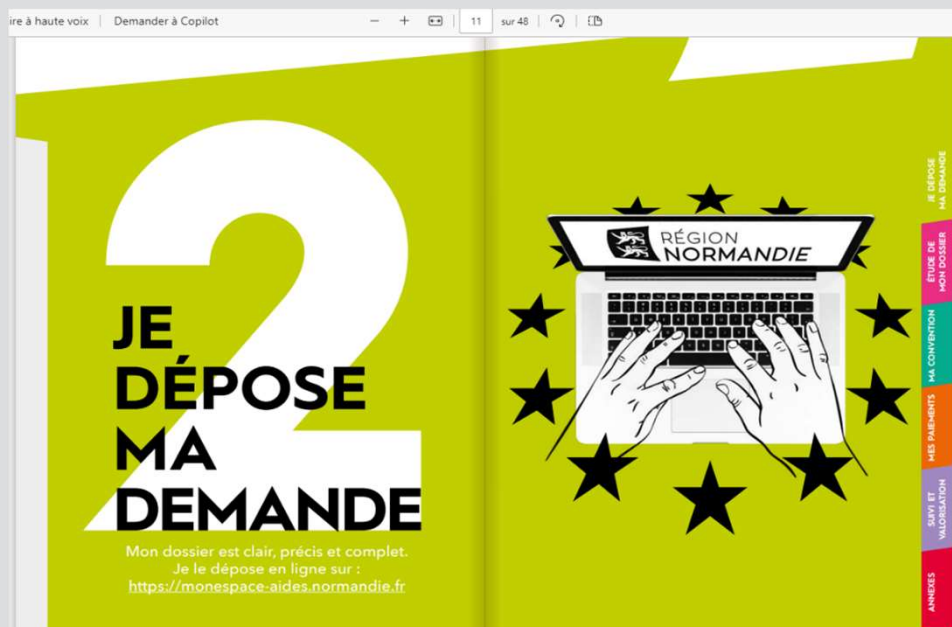 ire à haute voix
Demander à Copilot
11
sur 48
2
JE
DÉPOSE
MA
DEMANDE
Mon dossier est clair, précis et complet.
Je le dépose en ligne sur :
https://monespace-aides.normandie.fr
RÉGION
NORMANDIE
JE DÉPOSE
MA DEMANDE
ÉTUDE DE
MON DOSSIER
MA CONVENTION
MES PAIEMENTS
SUIVI ET
VALORISATION
ANNEXES